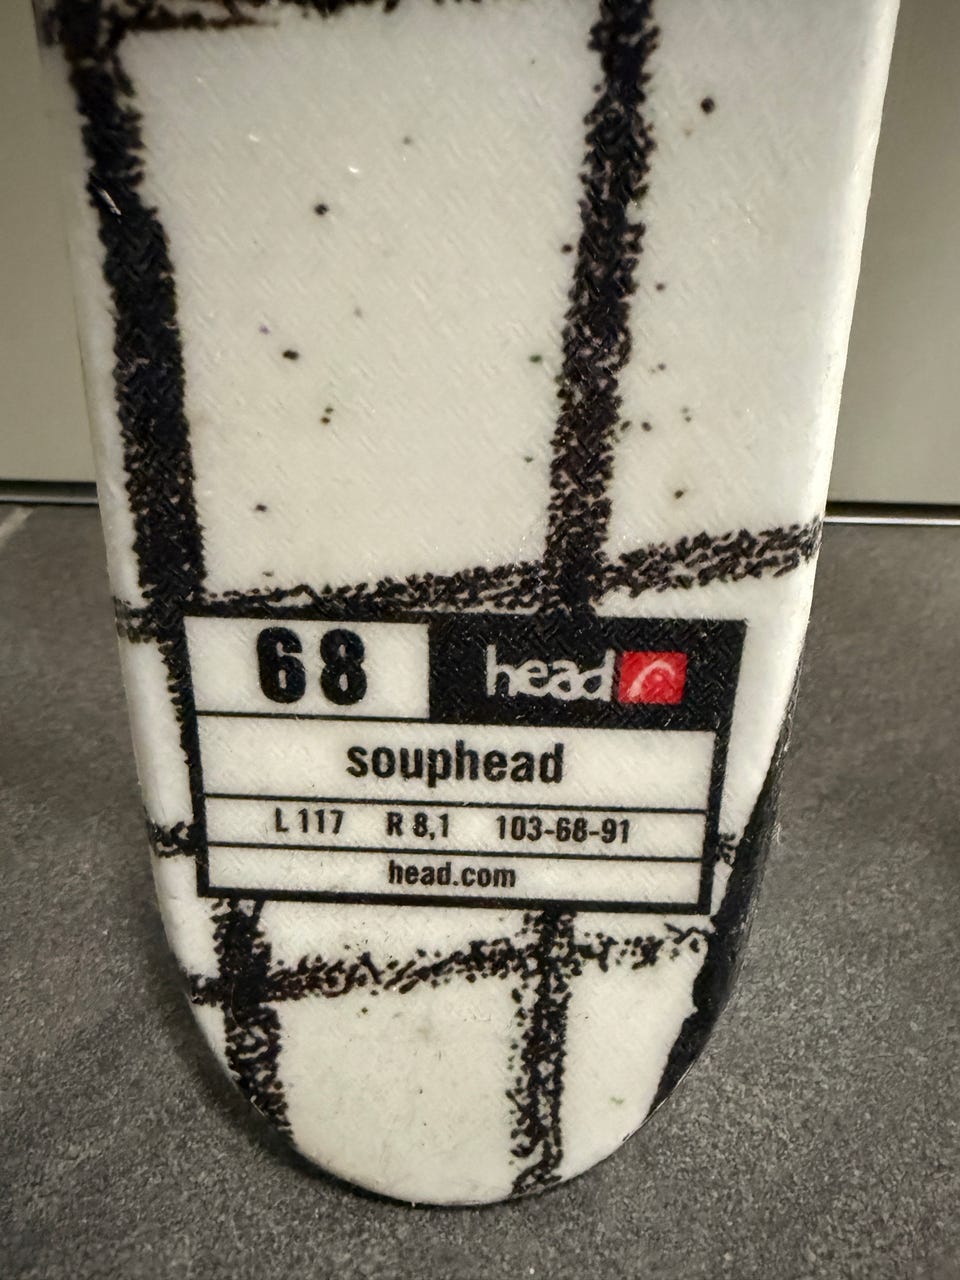 68 head
souphead
L 117 R 8,1 103-68-91
head.com